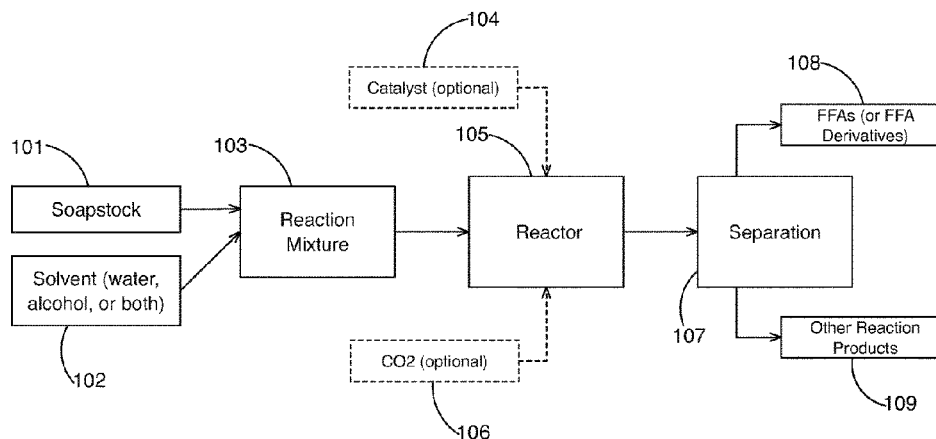 104
Catalyst (optional)
108
FFAs (or FFA
Derivatives)
101
103
105
Soapstock
Reaction
Mixture
Reactor
Separation
Solvent (water,
alcohol, or both)
102
107
CO2 (optional)
106
Other Reaction
Products
109